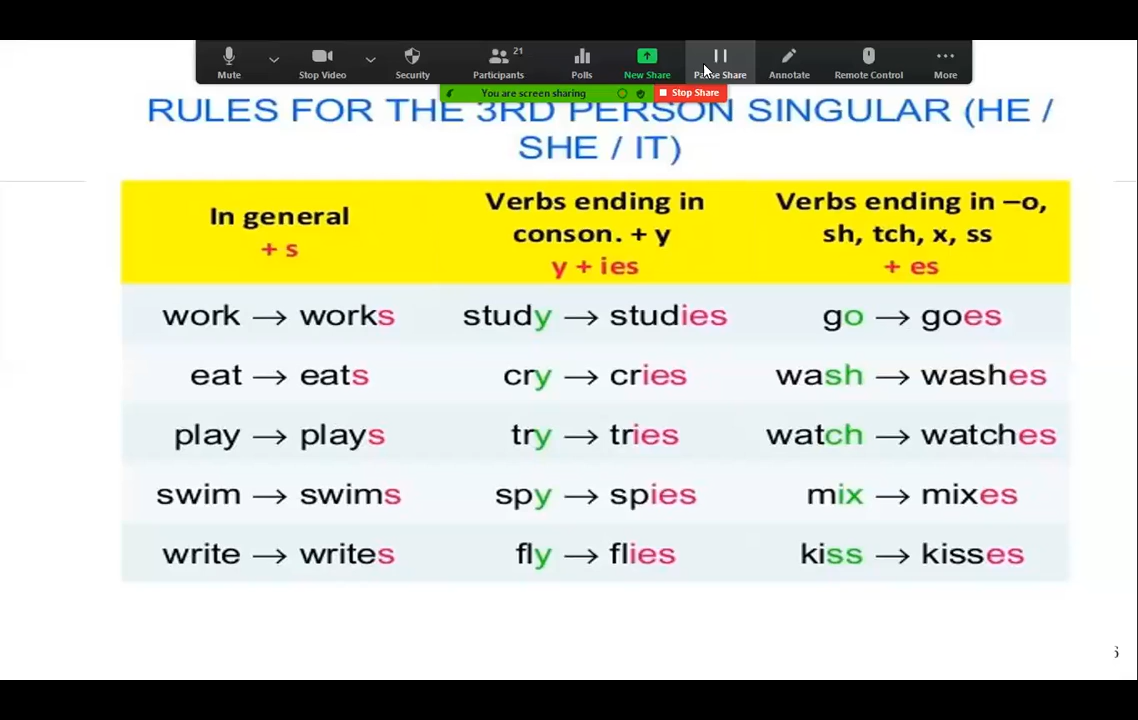 21
Mute
Stop Video
Security
Participants
Polls
New Share
Pause Share
Annotate
Remote Control
More
You are screen sharing
Stop Share
RULES FOR THE 3RD PERSON SINGULAR (HE /
SHE / IT)
In general
+ s
Verbs ending in
conson. + y
y + ies
Verbs ending in –o,
sh, tch, x, ss
+ es
work → works study → studies go → goes
eat → eats cry → cries wash → washes
play → plays try → tries watch → watches
swim → swims spy → spies mix → mixes
write → writes fly → flies kiss → kisses